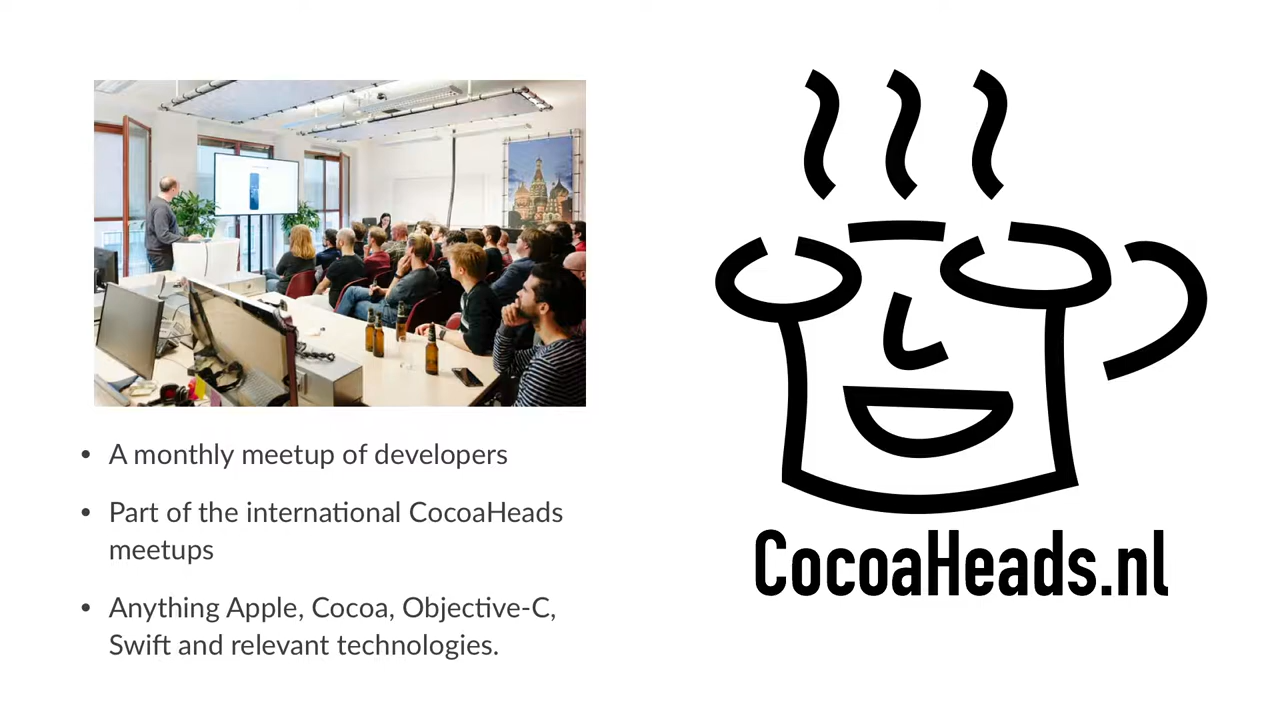 A monthly meetup of developers
Part of the international CocoaHeads
meetups
Anything Apple, Cocoa, Objective-C,
Swift and relevant technologies.
CocoaHeads.nl